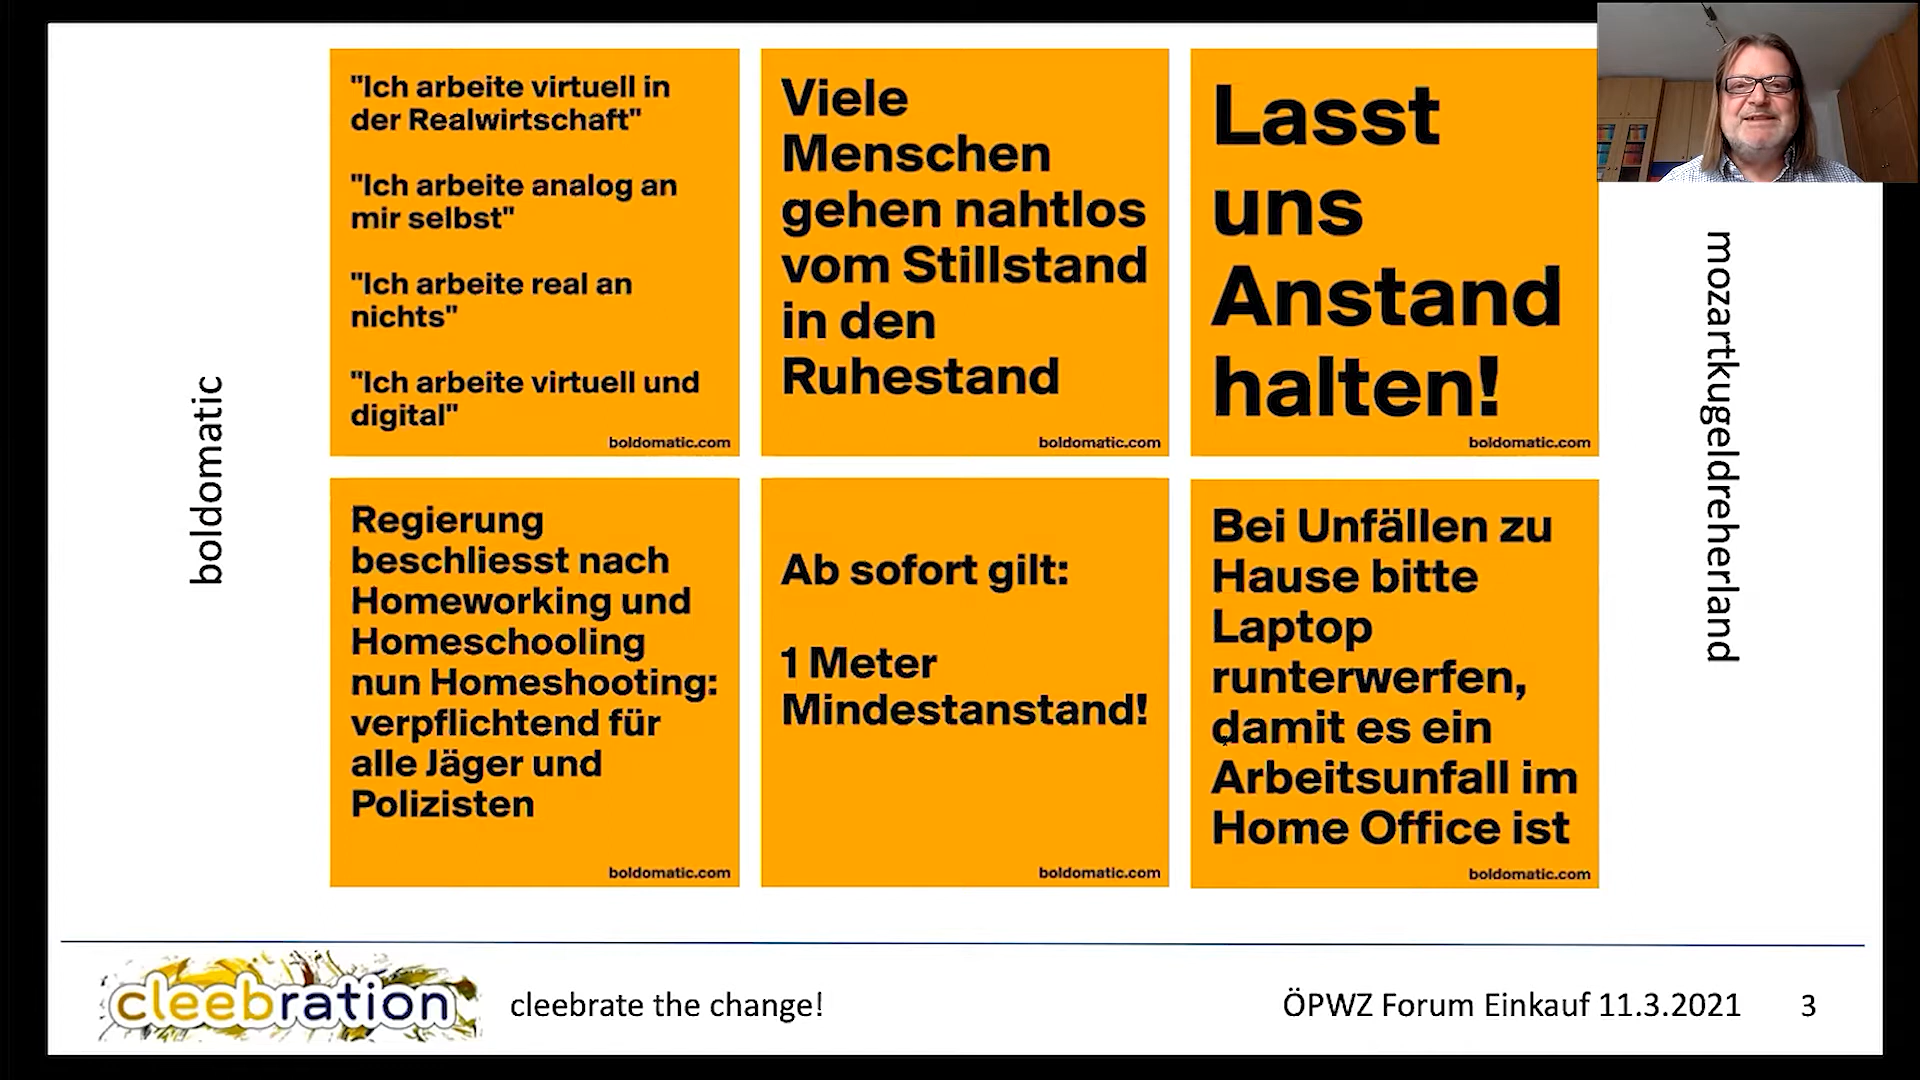 "Ich arbeite virtuell in
der Realwirtschaft"
"Ich arbeite analog an
mir selbst"
"Ich arbeite real an
nichts"
"Ich arbeite virtuell und
digital"
boldomatic.com
Viele
Menschen
gehen nahtlos
vom Stillstand
in den
Ruhestand
boldomatic.com
Lasst
uns
Anstand
halten!
boldomatic.com
boldomatic
mozartkugeldreherland
Regierung
beschliesst nach
Homeworking und
Homeschooling
nun Homeshooting:
verpflichtend für
alle Jäger und
Polizisten
boldomatic.com
Ab sofort gilt:
1 Meter
Mindestanstand!
boldomatic.com
Bei Unfällen zu
Hause bitte
Laptop
runterwerfen,
damit es ein
Arbeitsunfall im
Home Office ist
boldomatic.com
cleebration
cleebrate the change!
ÖPWZ Forum Einkauf 11.3.2021
3